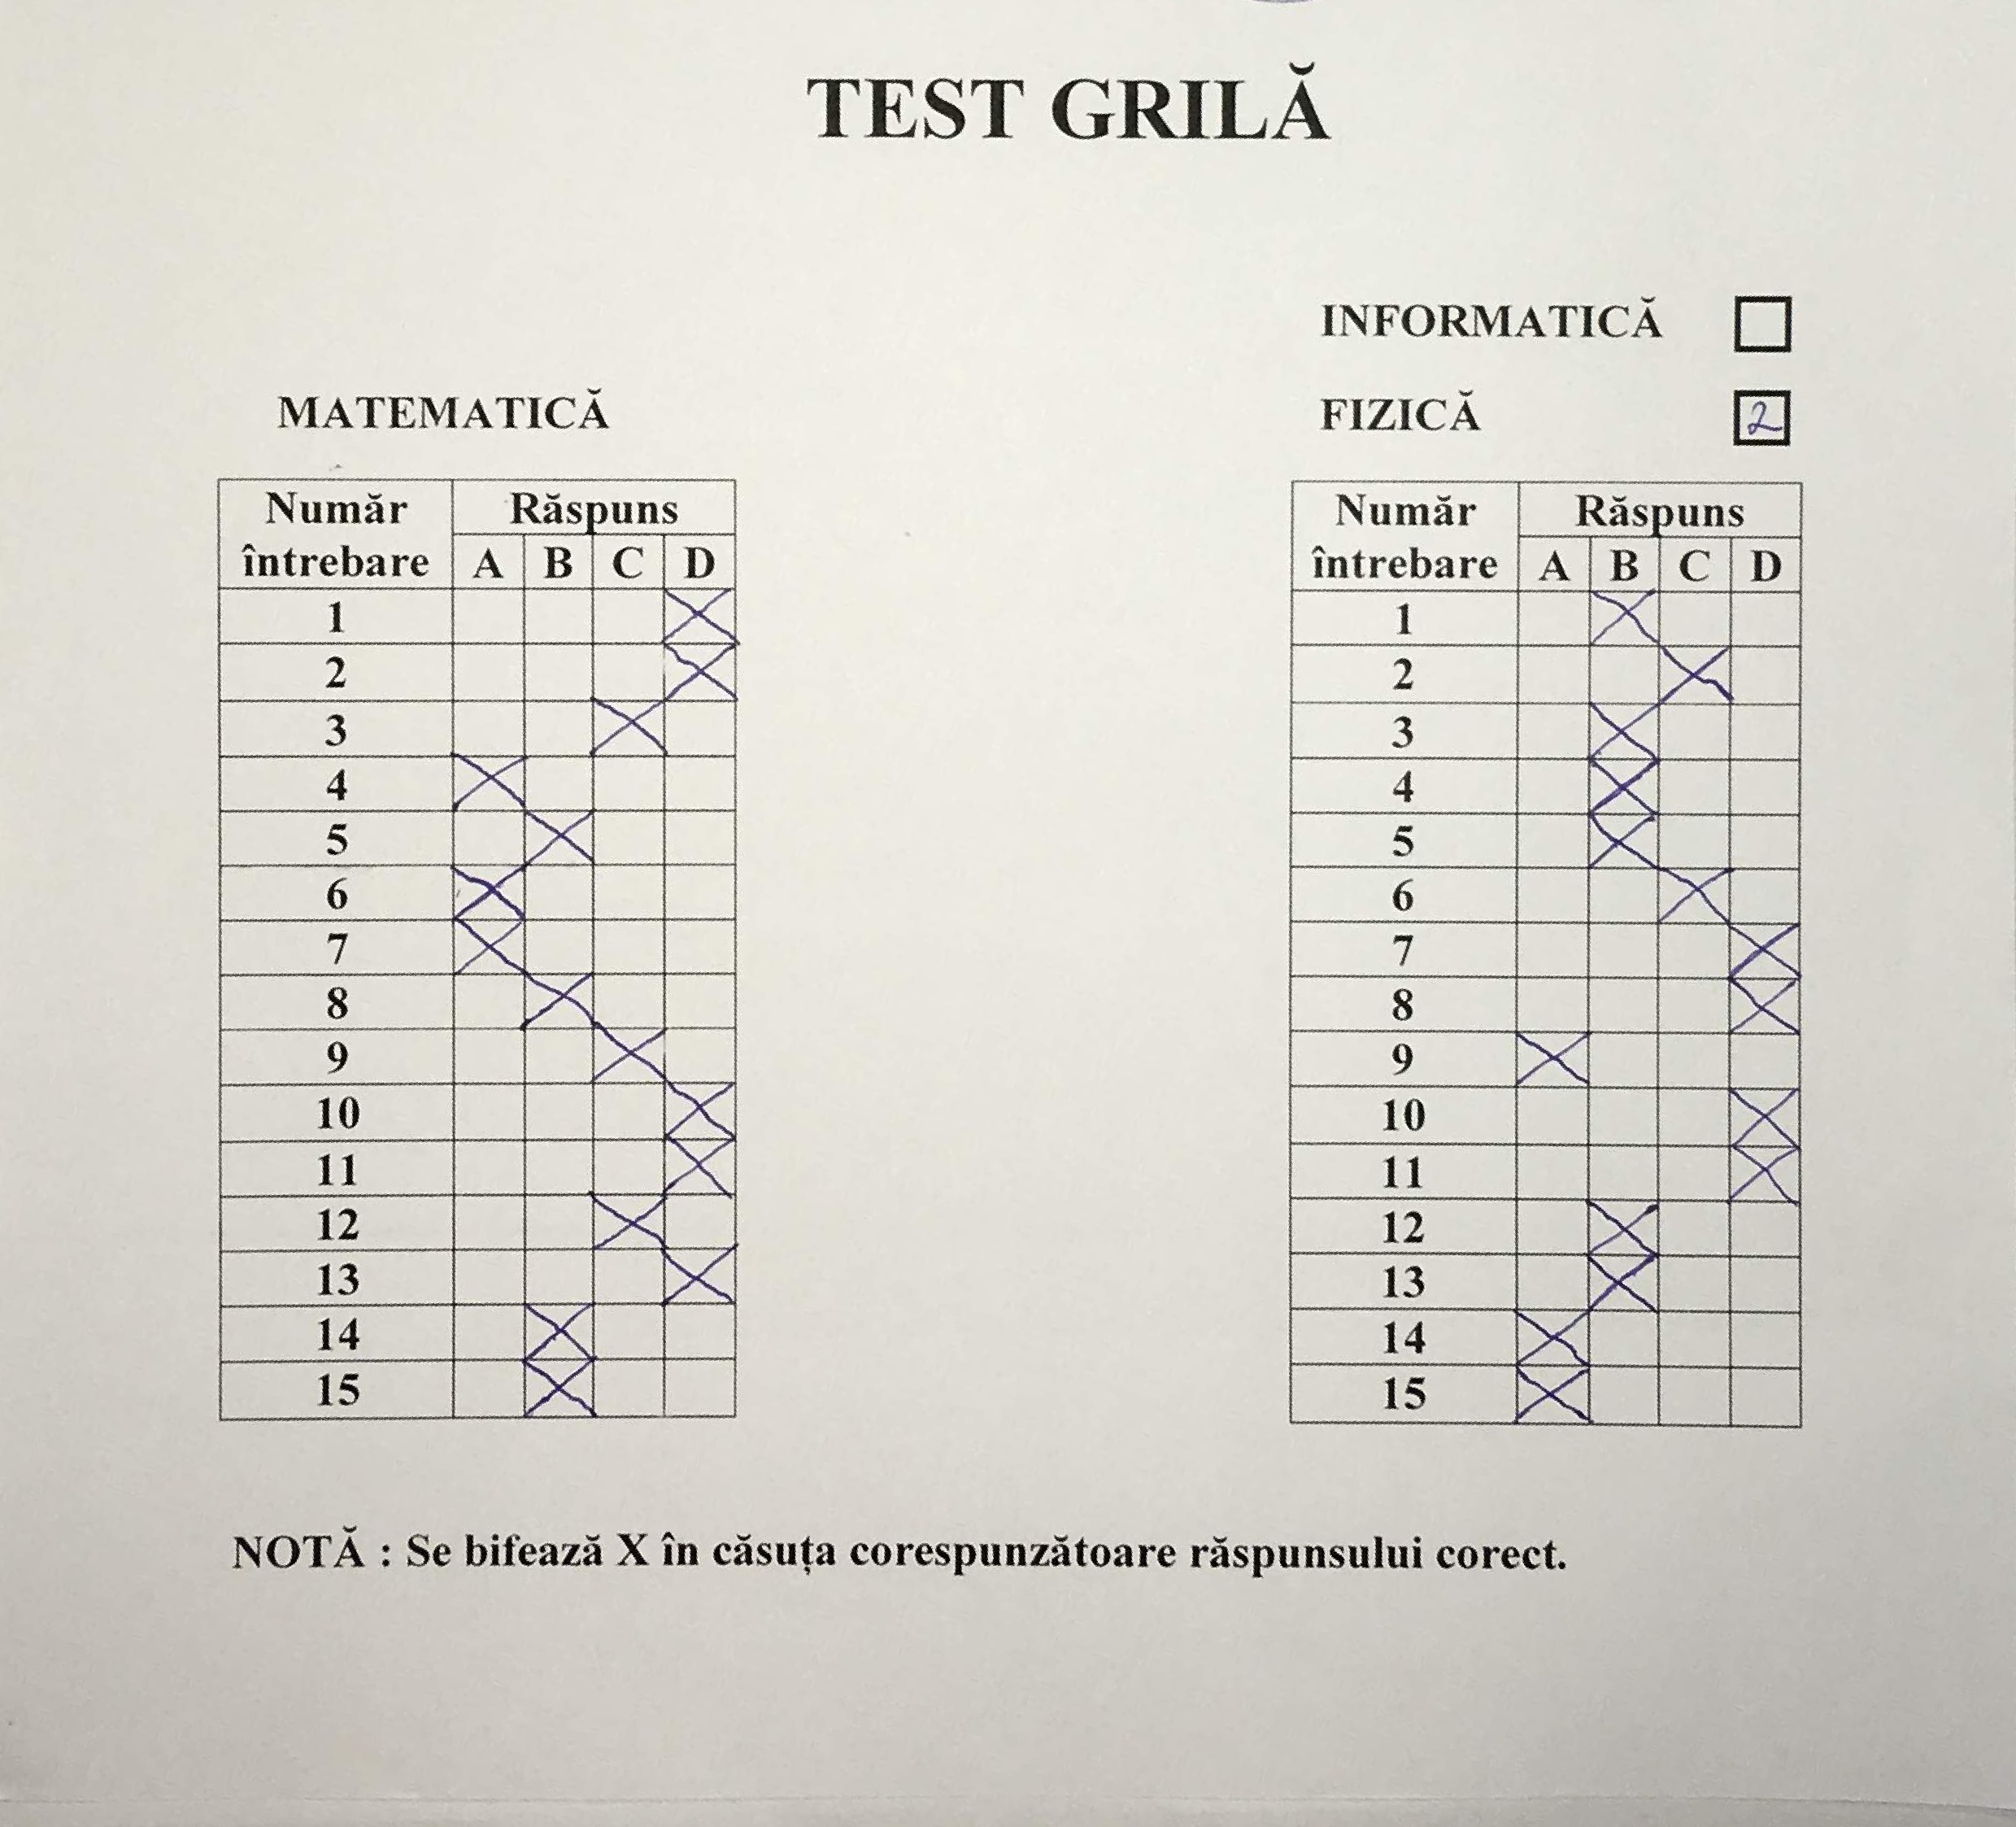 TEST GRILĂ
INFORMATICĂ
MATEMATICĂ
FIZICĂ 2
Număr întrebare Răspuns
A B C D
1 X
2 X
3 X
4 X
5 X
6 X
7 X
8 X
9 X
10 X
11 X
12 X
13 X
14 X
15 X
Număr întrebare Răspuns
A B C D
1 X
2 X
3 X
4 X
5 X
6 X
7 X
8 X
9 X
10 X
11 X
12 X
13 X
14 X
15 X
NOTĂ : Se bifează X în căsuța corespunzătoare răspunsului corect.